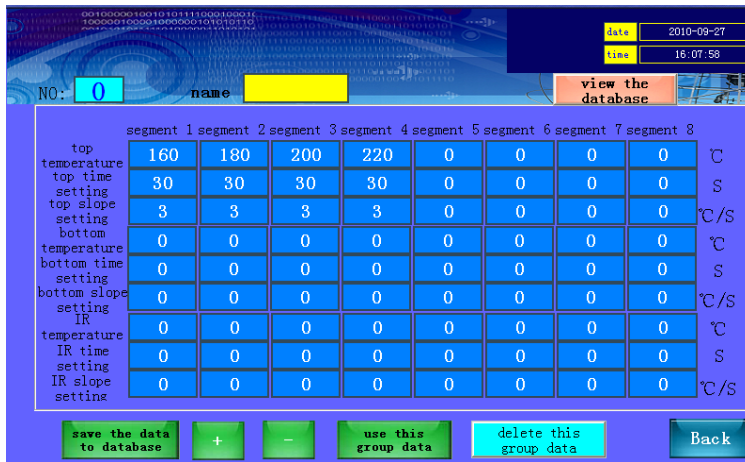 date 2010-09-27
time 16:07:58
NO: 0 name view the
database
segment 1 segment 2 segment 3 segment 4 segment 5 segment 6 segment 7 segment 8
top
temperature 160 180 200 220 0 0 0 0 ℃
top time
setting 30 30 30 30 0 0 0 0 S
top slope
setting 3 3 3 3 0 0 0 0 ℃/S
bottom
temperature 0 0 0 0 0 0 0 0 ℃
bottom time
setting 0 0 0 0 0 0 0 0 S
bottom slope
setting 0 0 0 0 0 0 0 0 ℃/S
IR
temperature 0 0 0 0 0 0 0 0 ℃
IR time
setting 0 0 0 0 0 0 0 0 S
IR slope
setting 0 0 0 0 0 0 0 0 ℃/S
save the data
to database
+
-
use this
group data
delete this
group data
Back